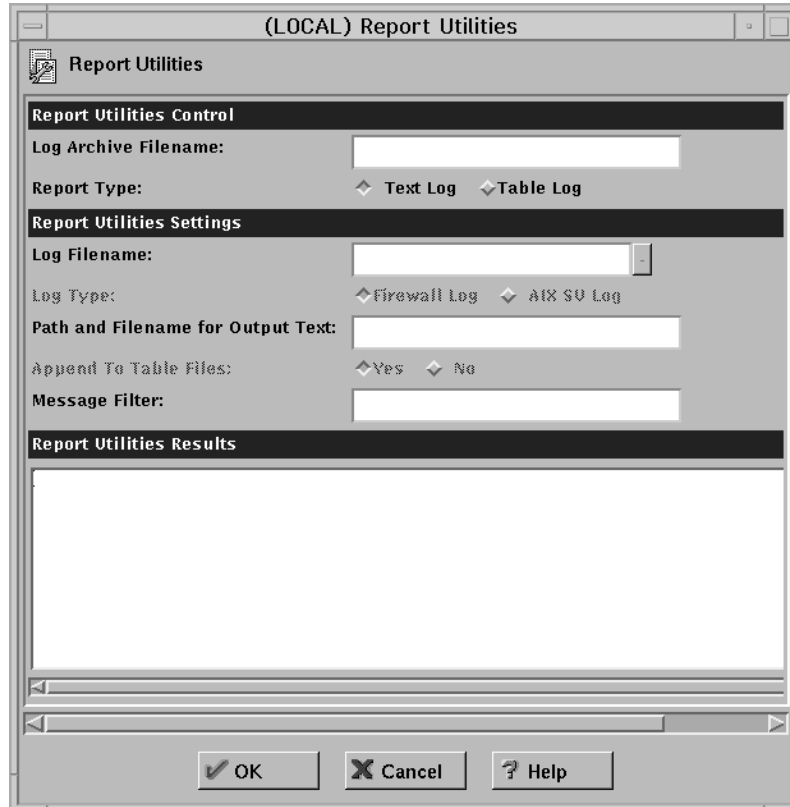 (LOCAL) Report Utilities
Report Utilities
Report Utilities Control
Log Archive Filename:
Report Type: Text Log Table Log
Report Utilities Settings
Log Filename:
Log Type: Firewall Log AIX SU Log
Path and Filename for Output Text:
Append To Table Files: Yes No
Message Filter:
Report Utilities Results
OK Cancel ? Help